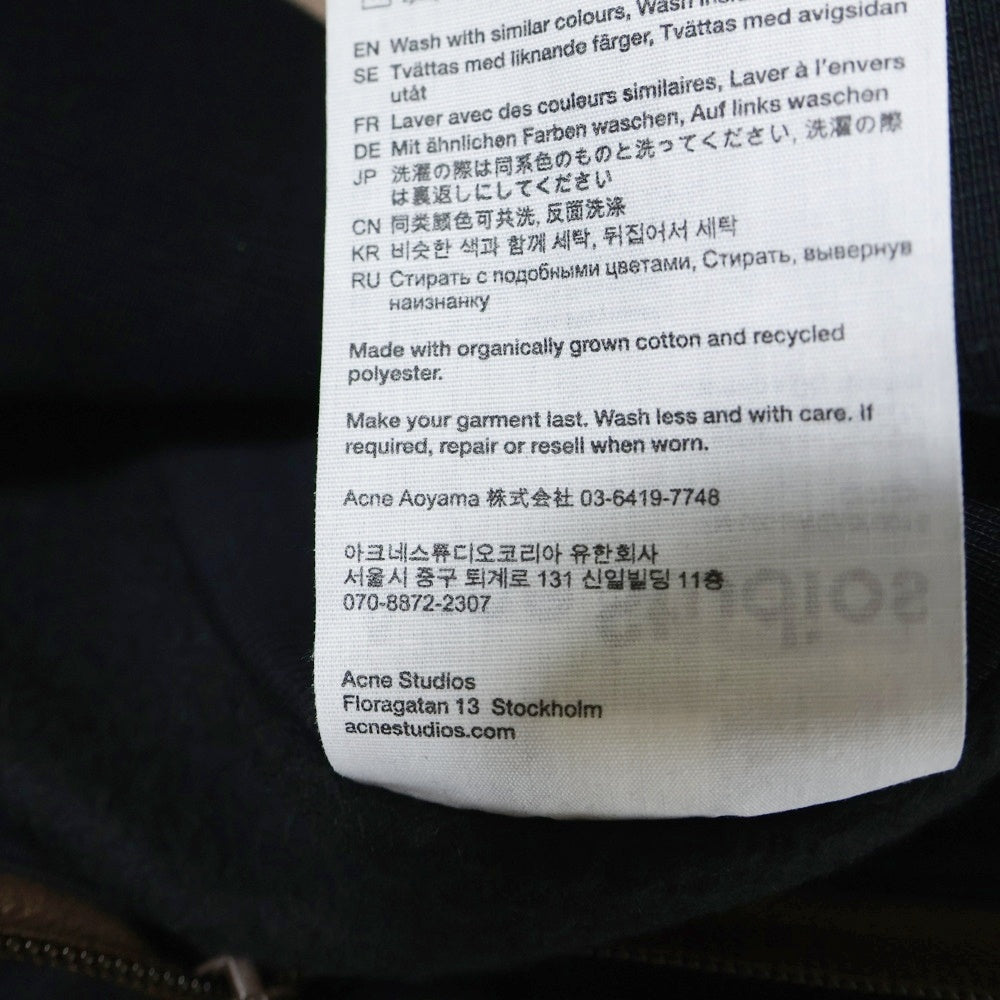 EN Wash with similar colours, Wash
SE Tvättas med liknande färger, Tvättas med avigsidan
utåt
FR Laver avec des couleurs similaires, Laver à l'envers
DE Mit ähnlichen Farben waschen, Auf links waschen
JP 洗濯の際は同系色のものと洗ってください, 洗濯の際
は裏返しにしてください
CN 同类颜色可共洗, 反面洗涤
KR 비슷한 색과 함께 세탁, 뒤집어서 세탁
RU Стирать с подобными цветами, Стирать, вывернув
наизнанку
Made with organically grown cotton and recycled
polyester.
Make your garment last. Wash less and with care. If
required, repair or resell when worn.
Acne Aoyama 株式会社 03-6419-7748
아크네스튜디오코리아 유한회사
서울시 중구 퇴계로 131 신일빌딩 11층
070-8872-2307
Acne Studios
Floragatan 13 Stockholm
acnestudios.com